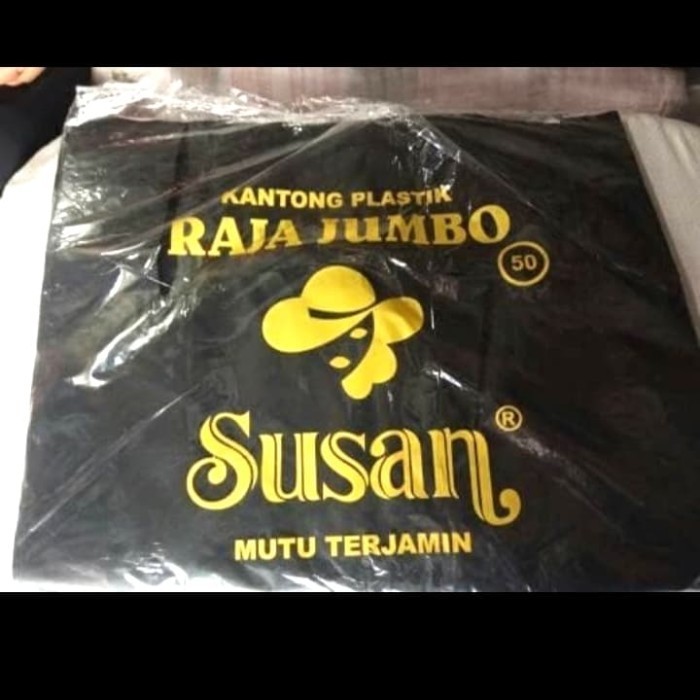 KANTONG PLASTIK
RAJA JUMBO
50
Susan®
MUTU TERJAMIN